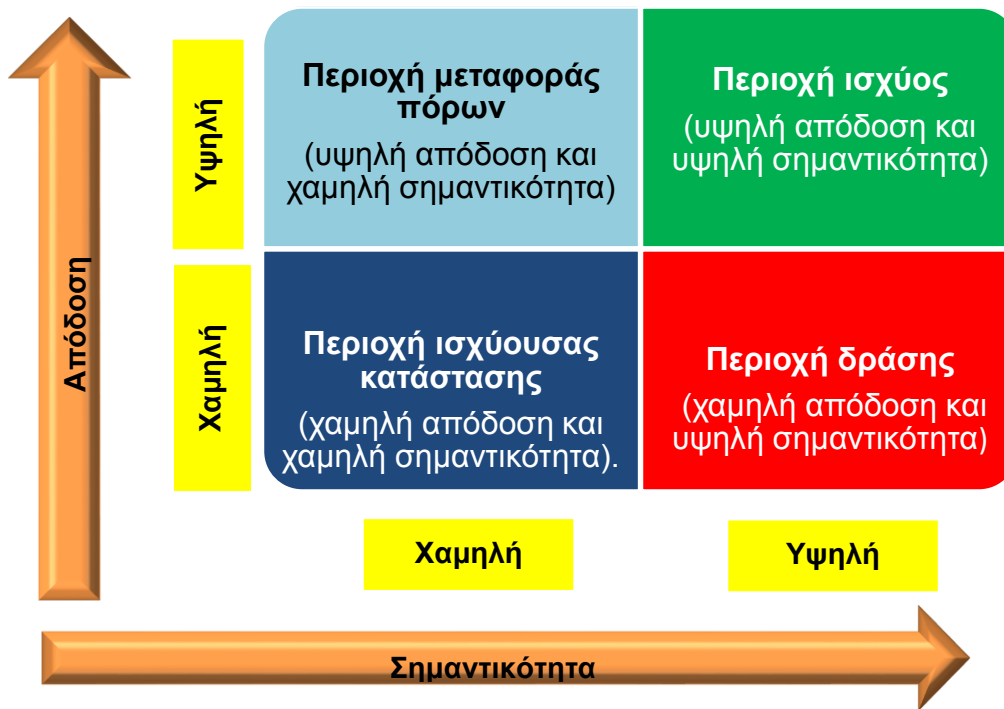 Απόδοση
Υψηλή
Περιοχή μεταφοράς
πόρων
(υψηλή απόδοση και
χαμηλή σημαντικότητα)
Περιοχή ισχύος
(υψηλή απόδοση και
υψηλή σημαντικότητα)
Χαμηλή
Περιοχή ισχύουσας
κατάστασης
(χαμηλή απόδοση και
χαμηλή σημαντικότητα).
Περιοχή δράσης
(χαμηλή απόδοση και
υψηλή σημαντικότητα)
Χαμηλή
Υψηλή
Σημαντικότητα